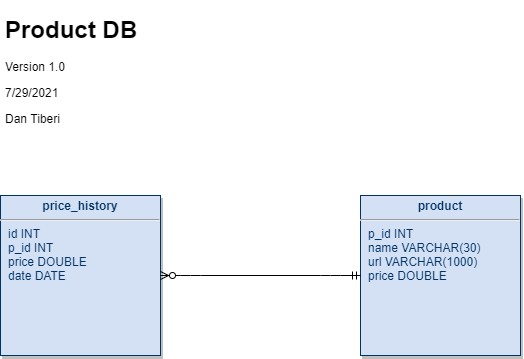 Product DB
Version 1.0
7/29/2021
Dan Tiberi
price_history
id INT
p_id INT
price DOUBLE
date DATE
product
p_id INT
name VARCHAR(30)
url VARCHAR(1000)
price DOUBLE